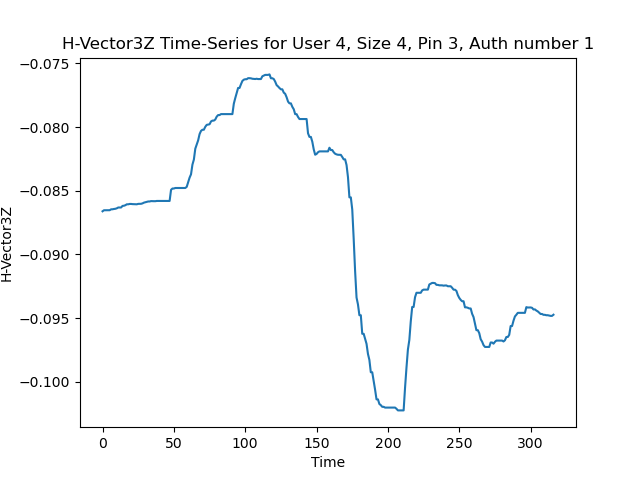 H-Vector3Z Time-Series for User 4, Size 4, Pin 3, Auth number 1
H-Vector3Z
−0.075
−0.080
−0.085
−0.090
−0.095
−0.100
0 50 100 150 200 250 300
Time